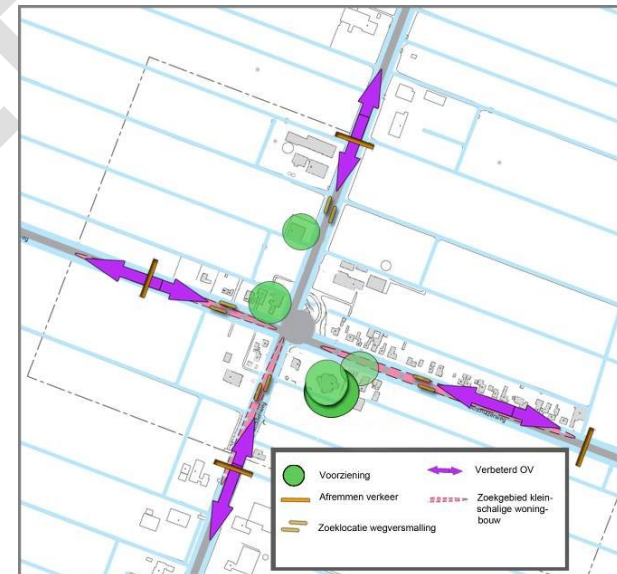 Voorziening
Afremmen verkeer
Zoeklocatie wegversmalling
Verbeterd OV
Zoekgebied klein-
schalige woning-
bouw